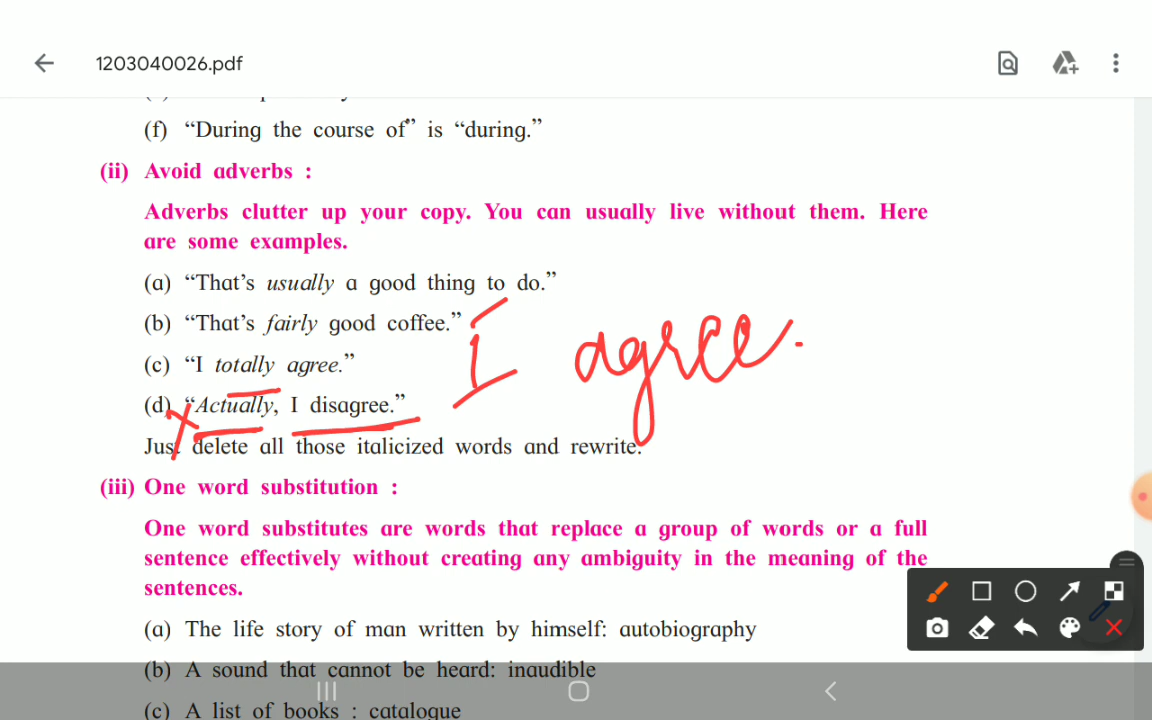 1203040026.pdf
(f) “During the course of” is “during.”
(ii) Avoid adverbs :
Adverbs clutter up your copy. You can usually live without them. Here
are some examples.
(a) “That’s usually a good thing to do.”
(b) “That’s fairly good coffee.”
I agree.
(c) “I totally agree.”
(d) “Actually, I disagree.”
Just delete all those italicized words and rewrite.
(iii) One word substitution :
One word substitutes are words that replace a group of words or a full
sentence effectively without creating any ambiguity in the meaning of the
sentences.
(a) The life story of man written by himself: autobiography
(b) A sound that cannot be heard: inaudible
(c) A list of books : catalogue